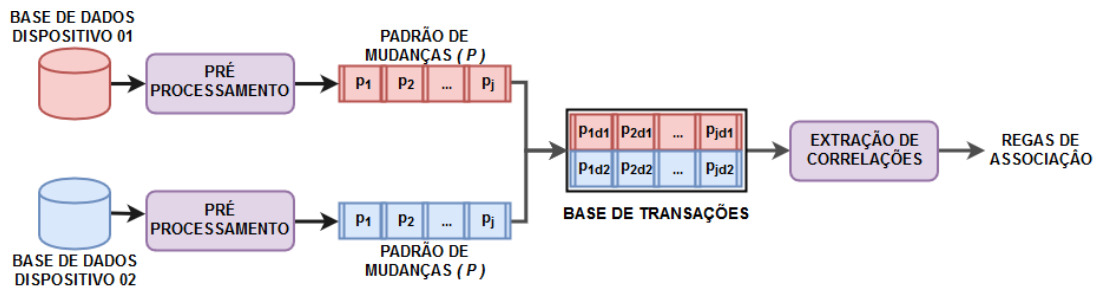 BASE DE DADOS
DISPOSITIVO 01
PRÉ
PROCESSAMENTO
PADRÃO DE
MUDANÇAS ( P )
p1 p2 ... pj
BASE DE DADOS
DISPOSITIVO 02
PRÉ
PROCESSAMENTO
p1 p2 ... pj
PADRÃO DE
MUDANÇAS ( P )
p1d1 p2d1 ... pjd1
p1d2 p2d2 ... pjd2
BASE DE TRANSAÇÕES
EXTRAÇÃO DE
CORRELAÇÕES
REGAS DE
ASSOCIAÇÃO